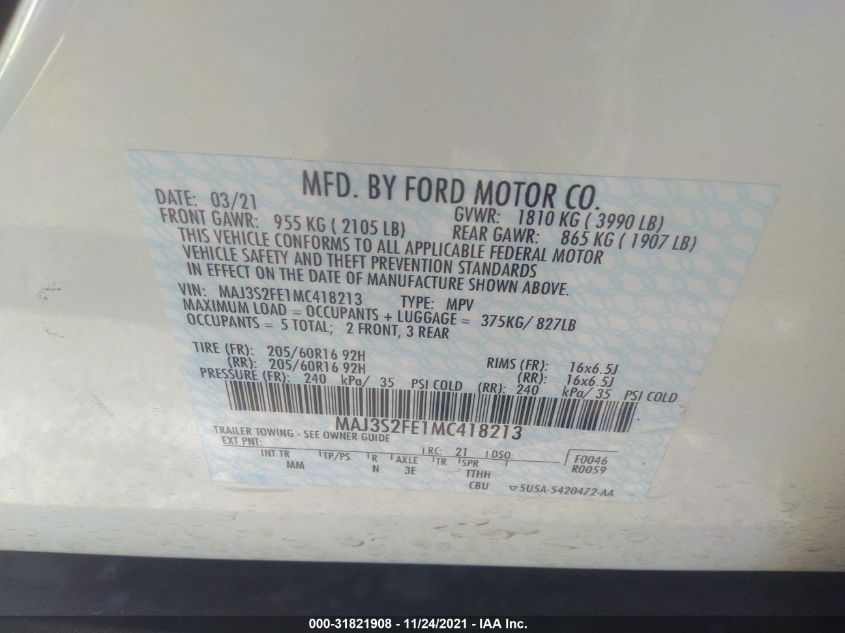 MFD. BY FORD MOTOR CO.
DATE: 03/21 GVWR: 1810 KG ( 3990 LB)
FRONT GAWR: 955 KG ( 2105 LB) REAR GAWR: 865 KG ( 1907 LB)
THIS VEHICLE CONFORMS TO ALL APPLICABLE FEDERAL MOTOR
VEHICLE SAFETY AND THEFT PREVENTION STANDARDS
IN EFFECT ON THE DATE OF MANUFACTURE SHOWN ABOVE.
VIN: MAJ3S2FE1MC418213 TYPE: MPV
MAXIMUM LOAD = OCCUPANTS + LUGGAGE = 375KG/ 827LB
OCCUPANTS = 5 TOTAL; 2 FRONT, 3 REAR
TIRE (FR): 205/60R16 92H RIMS (FR): 16x6.5J
(RR): 205/60R16 92H (RR): 16x6.5J
PRESSURE (FR): 240 kPa/ 35 PSI COLD (RR): 240 kPa/ 35 PSI COLD
MAJ3S2FE1MC418213
TRAILER TOWING - SEE OWNER GUIDE
EXT PNT: RC: 21 DSO: F0046
INT TR TP/PS R AXLE TR SPR R0059
MM N 3E TTHH
CBU 5U5A-S420472-AA
000-31821908 - 11/24/2021 - IAA Inc.